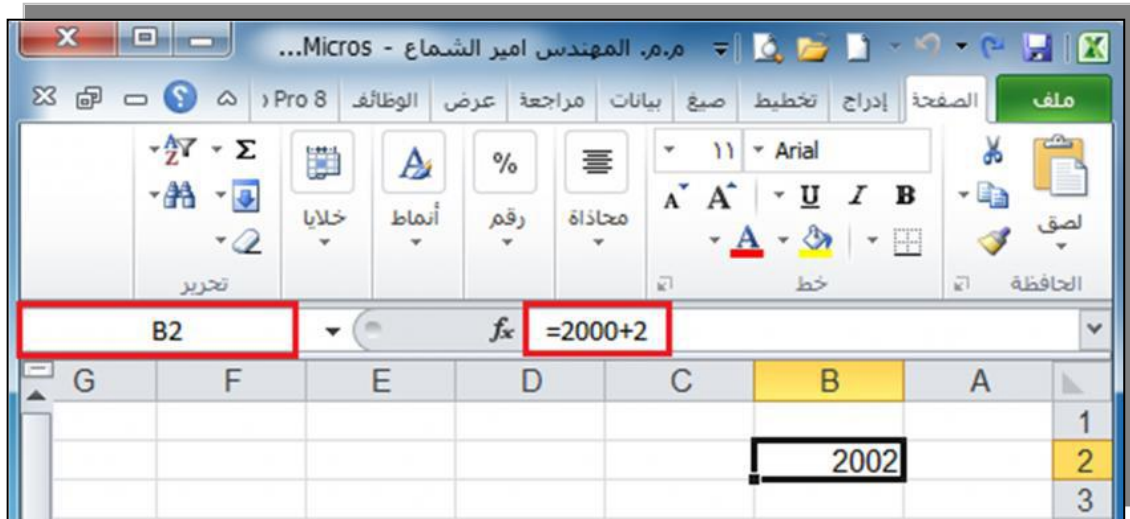 م.م. المهندس امير الشماع - Micros...
ملف الصفحة إدراج تخطيط صيغ بيانات مراجعة عرض الوظائف Pro 8
لصق
الحافظة
Arial ١١
B I U A A
A
خط
محاذاة
% رقم
A أنماط
خلايا
Σ A Z
تحرير
B2 fx =2000+2
A B C D E F G
1
2002 2
3